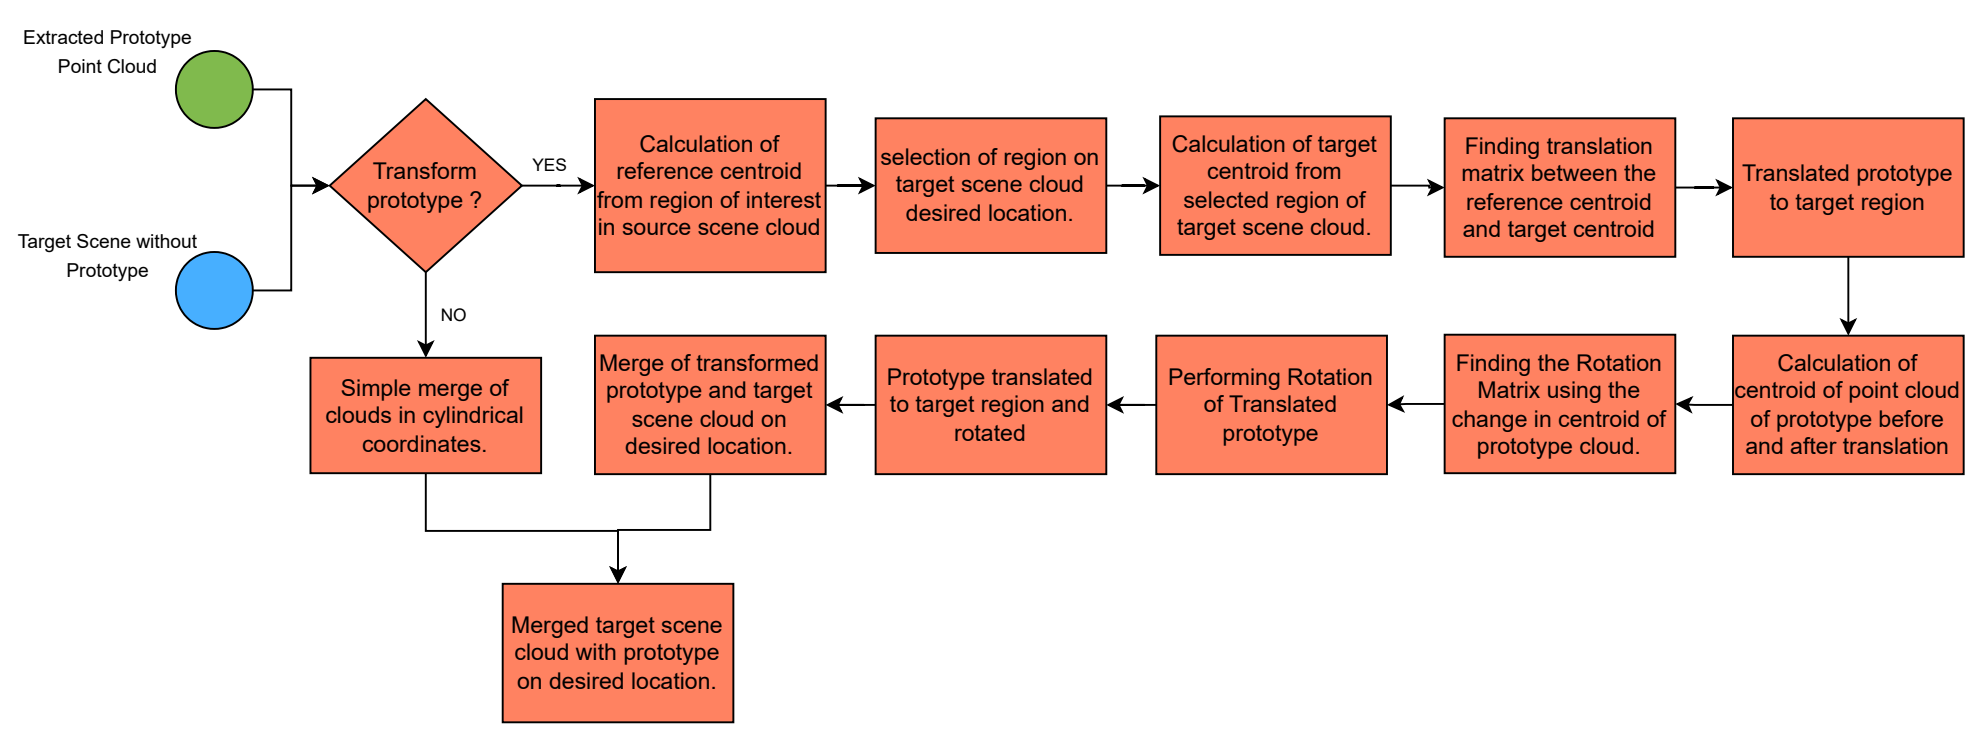 Extracted Prototype
Point Cloud
Target Scene without
Prototype
Transform
prototype ?
YES
NO
Calculation of
reference centroid
from region of interest
in source scene cloud
selection of region on
target scene cloud
desired location.
Calculation of target
centroid from
selected region of
target scene cloud.
Finding translation
matrix between the
reference centroid
and target centroid
Translated prototype
to target region
Calculation of
centroid of point cloud
of prototype before
and after translation
Finding the Rotation
Matrix using the
change in centroid of
prototype cloud.
Performing Rotation
of Translated
prototype
Prototype translated
to target region and
rotated
Merge of transformed
prototype and target
scene cloud on
desired location.
Simple merge of
clouds in cylindrical
coordinates.
Merged target scene
cloud with prototype
on desired location.